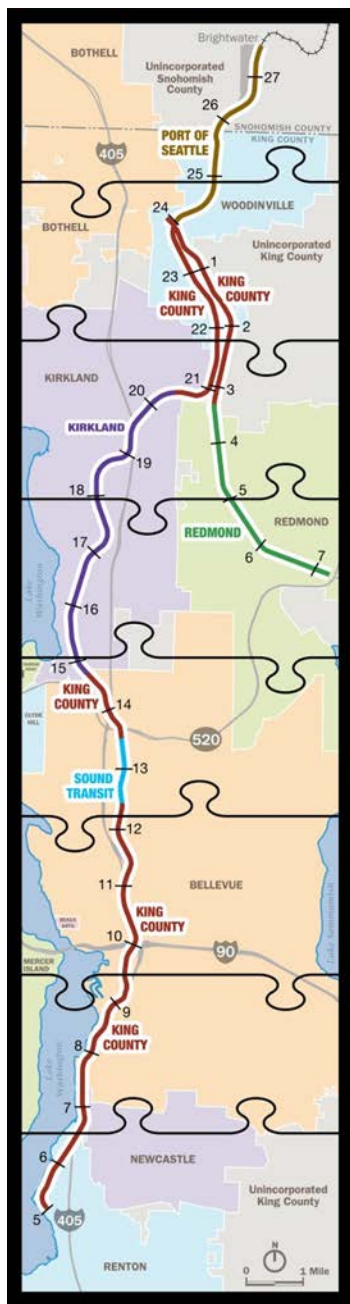 Brightwater
BOTHELL
Unincorporated
Snohomish
County
27
26
PORT OF
SEATTLE
SNOHOMISH COUNTY
KING COUNTY
405
25
24
WOODINVILLE
BOTHELL
Unincorporated
King County
1
23
KING
COUNTY
KING
COUNTY
22
2
KIRKLAND
21
3
20
KIRKLAND
4
19
18
5
REDMOND
REDMOND
17
6
7
Lake
Washington
16
15
KING
COUNTY
CLYDE
HILL
14
520
SOUND
TRANSIT
13
12
11
BELLEVUE
KING
COUNTY
10
90
MERCER
ISLAND
Lake Sammamish
9
KING
COUNTY
8
Lake
Washington
7
NEWCASTLE
6
Unincorporated
King County
5
405
RENTON
N
0
1 Mile